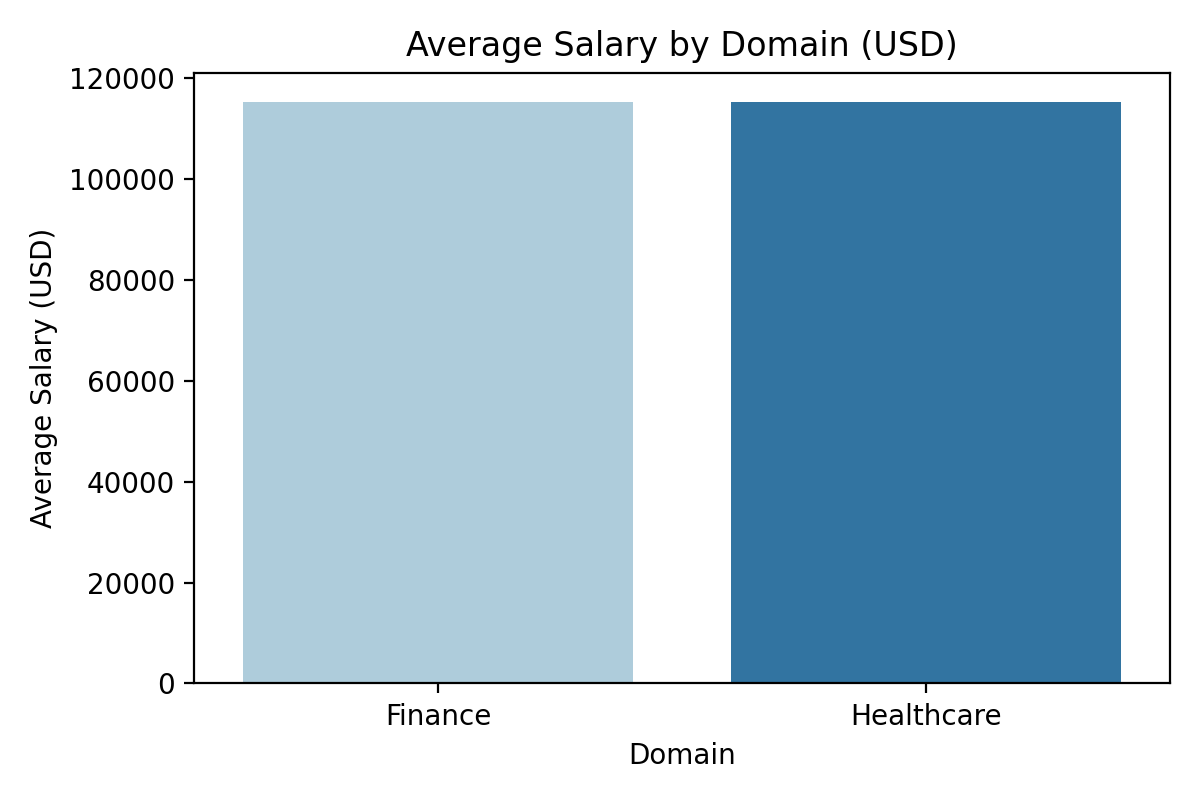 Average Salary by Domain (USD)
120000
100000
80000
60000
40000
20000
0
Average Salary (USD)
Finance
Healthcare
Domain